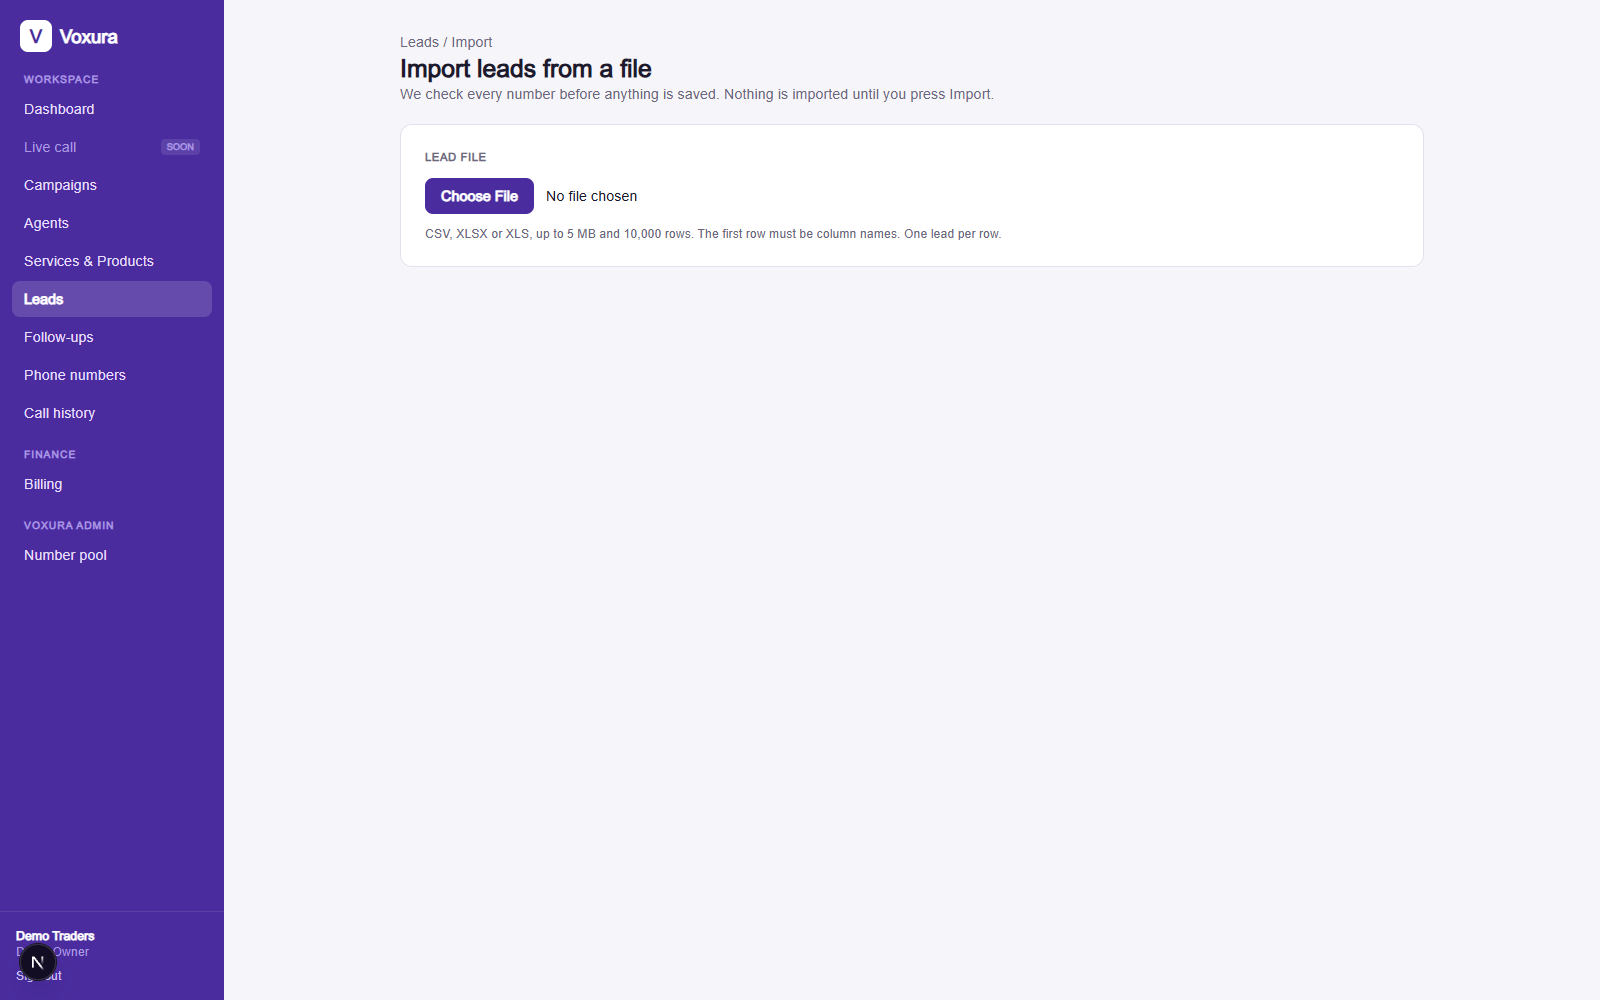 V Voxura
WORKSPACE
Dashboard
Live call SOON
Campaigns
Agents
Services & Products
Leads
Follow-ups
Phone numbers
Call history
FINANCE
Billing
VOXURA ADMIN
Number pool
Demo Traders
Owner
N
Leads / Import
Import leads from a file
We check every number before anything is saved. Nothing is imported until you press Import.
LEAD FILE
Choose File No file chosen
CSV, XLSX or XLS, up to 5 MB and 10,000 rows. The first row must be column names. One lead per row.